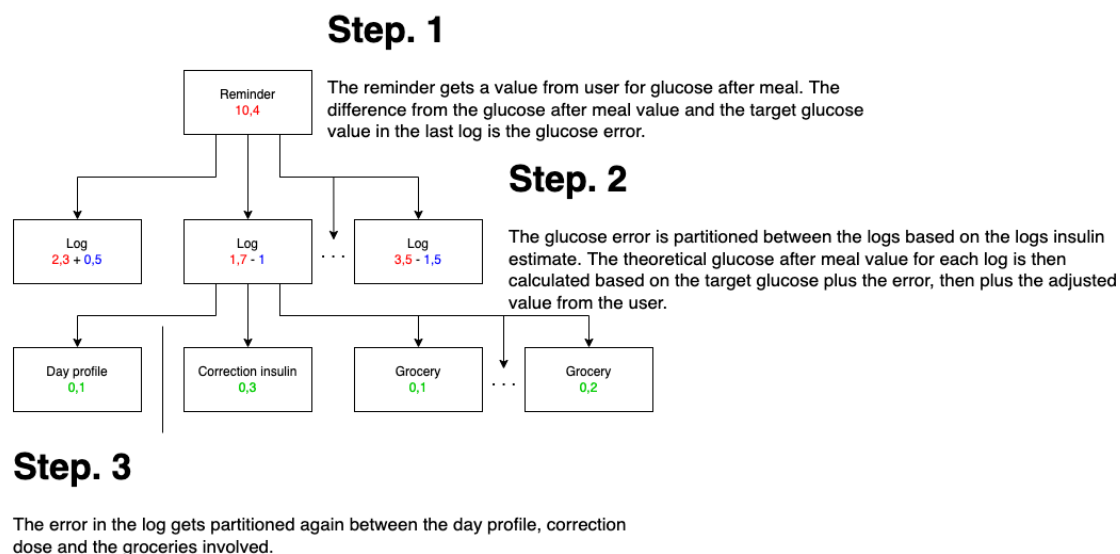 Step. 1
Reminder
10,4
The reminder gets a value from user for glucose after meal. The
difference from the glucose after meal value and the target glucose
value in the last log is the glucose error.
Step. 2
Log
2,3 + 0,5
Log
1,7 - 1
. . .
Log
3,5 - 1,5
The glucose error is partitioned between the logs based on the logs insulin
estimate. The theoretical glucose after meal value for each log is then
calculated based on the target glucose plus the error, then plus the adjusted
value from the user.
Day profile
0,1
Correction insulin
0,3
Grocery
0,1
. . .
Grocery
0,2
Step. 3
The error in the log gets partitioned again between the day profile, correction
dose and the groceries involved.